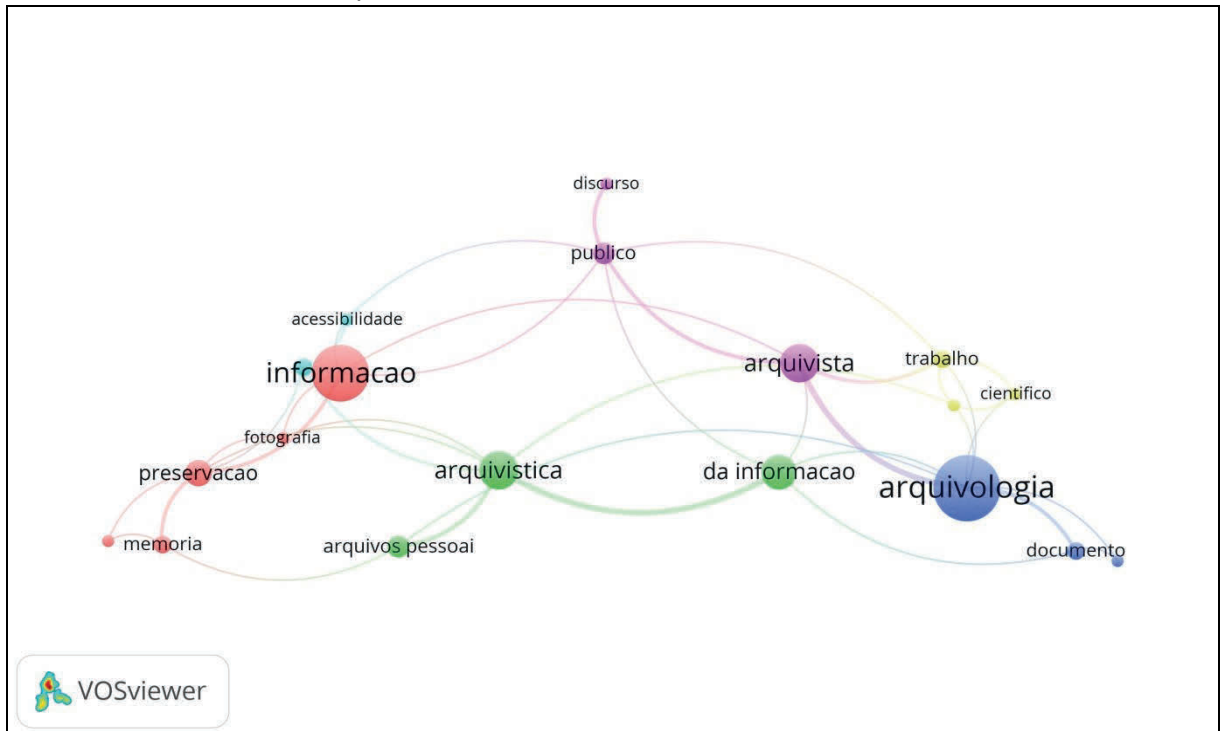 discurso
publico
acessibilidade
informacao
arquivista
trabalho
cientifico
fotografia
preservacao
arquivistica
da informacao
arquivologia
memoria
arquivos pessoai
documento
VOSviewer